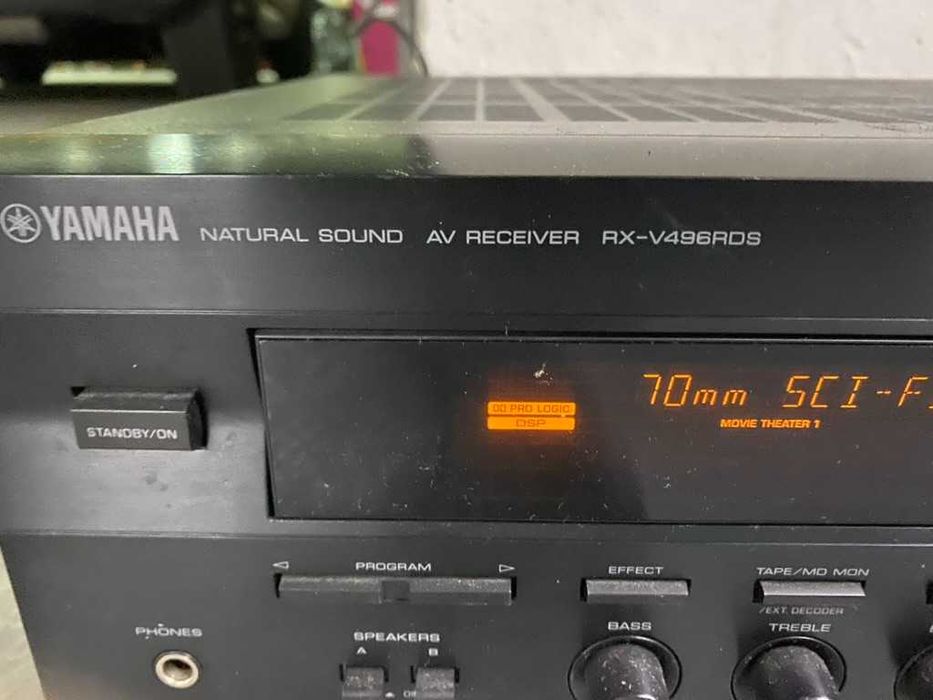 YAMAHA NATURAL SOUND AV RECEIVER RX-V496RDS
STANDBY/ON
PRO LOGIC
DSP
70mm SCI-F
MOVIE THEATER 1
PROGRAM
EFFECT
TAPE/MD MON
/EXT. DECODER
PHONES
SPEAKERS
A B
BASS
TREBLE